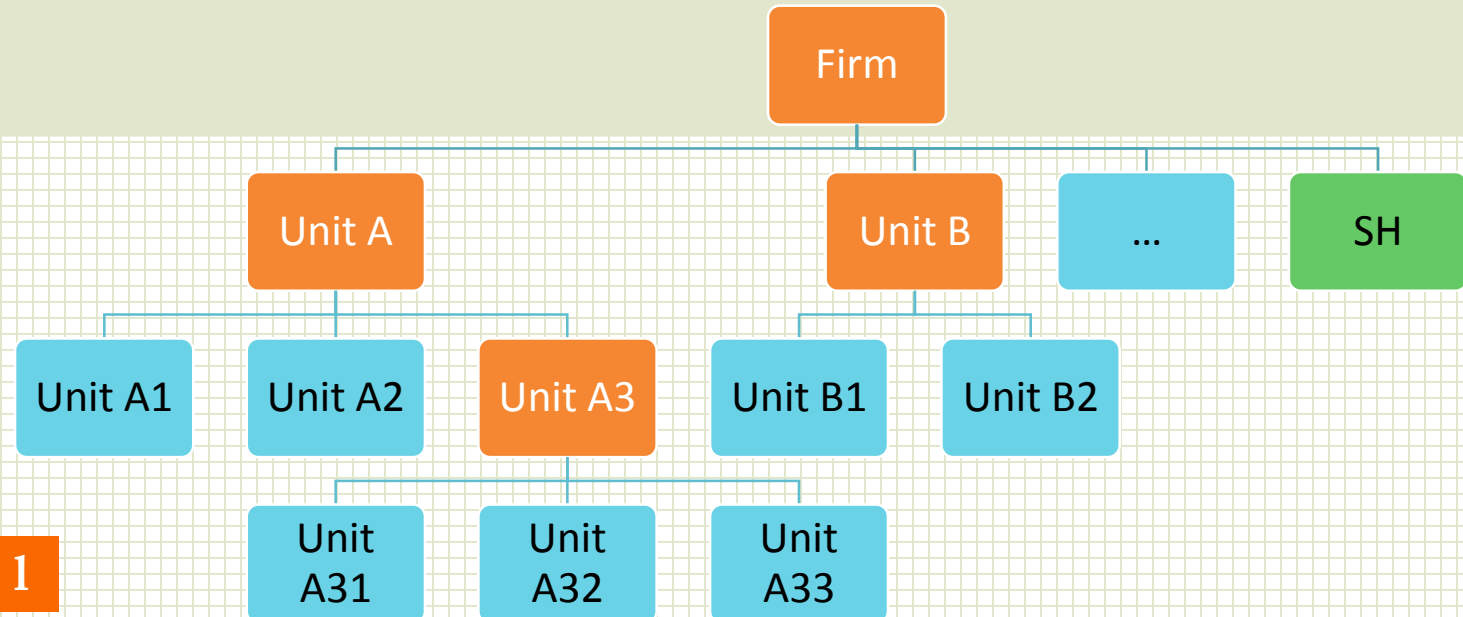 Firm
Unit A
Unit B
...
SH
Unit A1
Unit A2
Unit A3
Unit B1
Unit B2
Unit
A31
Unit
A32
Unit
A33
1